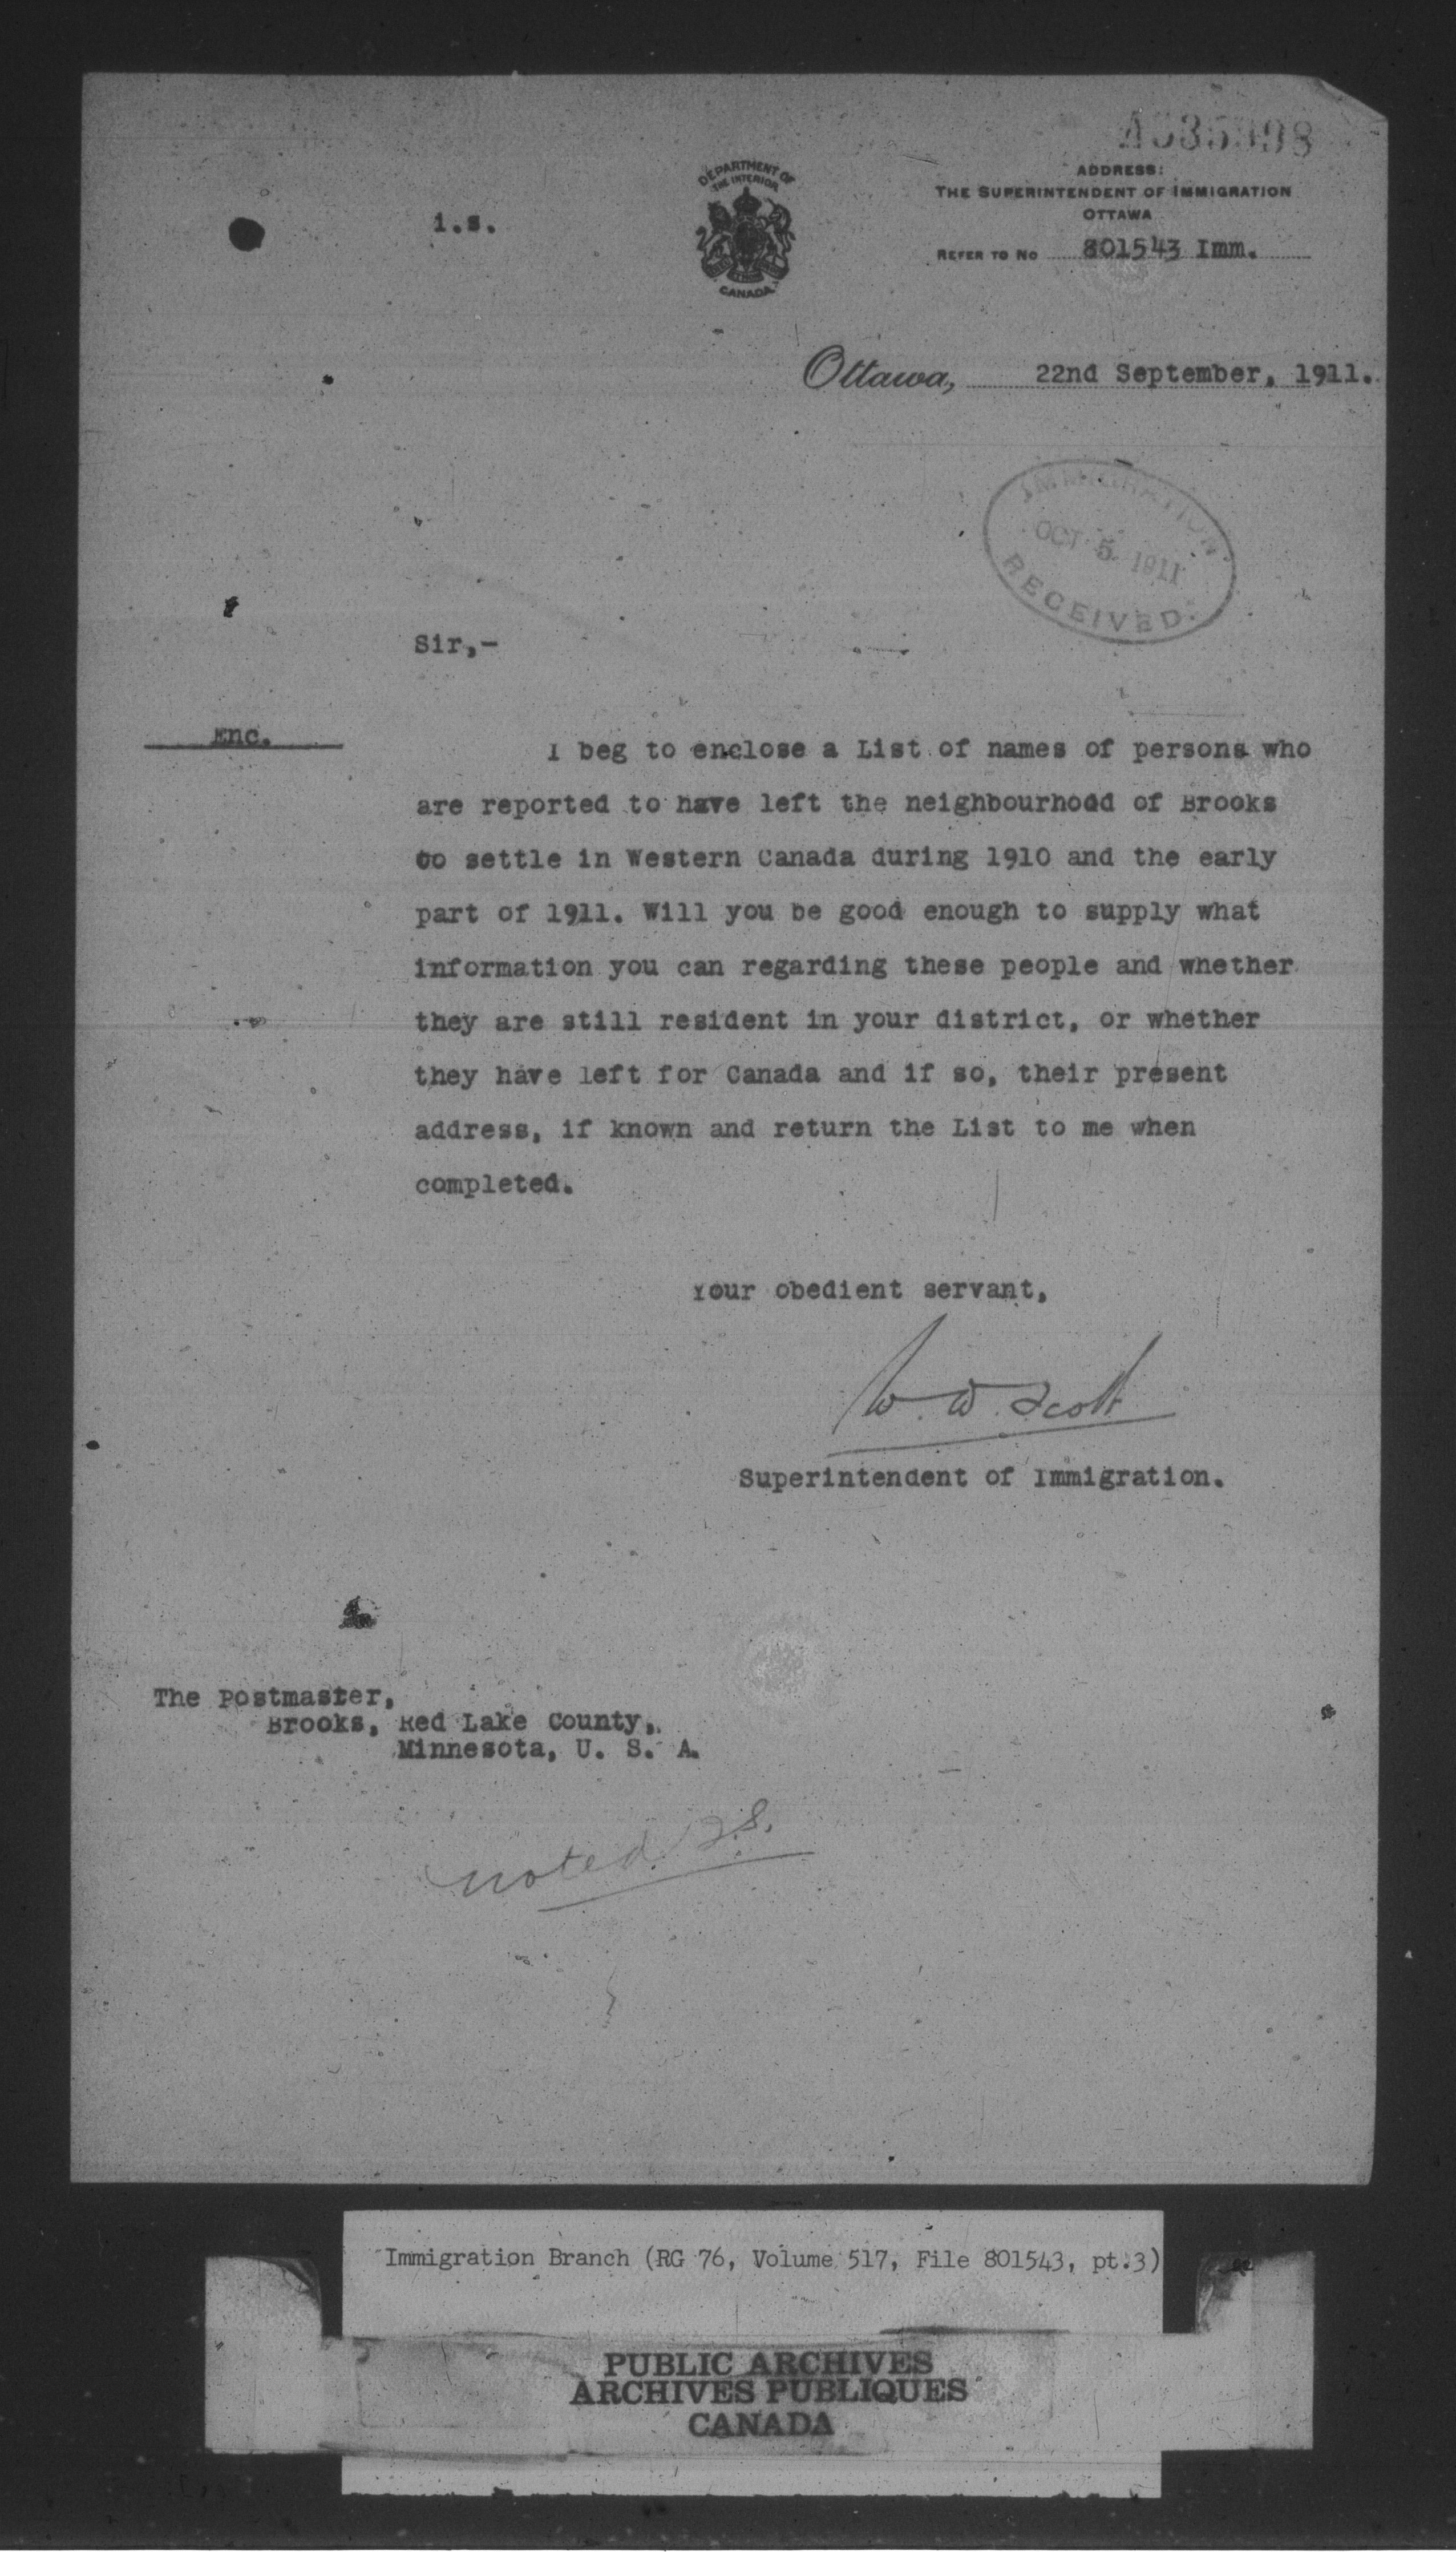 ADDRESS:
THE SUPERINTENDENT OF IMMIGRATION
OTTAWA
DEPARTMENT OF
THE INTERIOR
CANADA
1.s.
REFER TO NO 801543 Imm.
Ottawa, 22nd September, 1911.
IMMIGRATION
OCT 5 1911
RECEIVED.
Sir,-
Enc.
I beg to enclose a List of names of persons who
are reported to have left the neighbourhood of Brooks
to settle in Western Canada during 1910 and the early
part of 1911. Will you be good enough to supply what
information you can regarding these people and whether
they are still resident in your district, or whether
they have left for Canada and if so, their present
address, if known and return the List to me when
completed.
Your obedient servant,
W. W. Scott
Superintendent of Immigration.
The Postmaster,
Brooks, Red Lake County,
Minnesota, U. S. A.
noted
Immigration Branch (RG 76, Volume 517, File 801543, pt.3)
PUBLIC ARCHIVES
ARCHIVES PUBLIQUES
CANADA